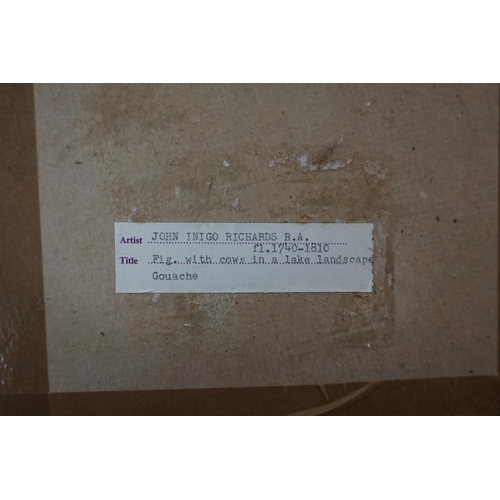 Artist JOHN INIGO RICHARDS R.A.
fl.1740-1810
Title Fig. with cows in a lake landscape
Gouache